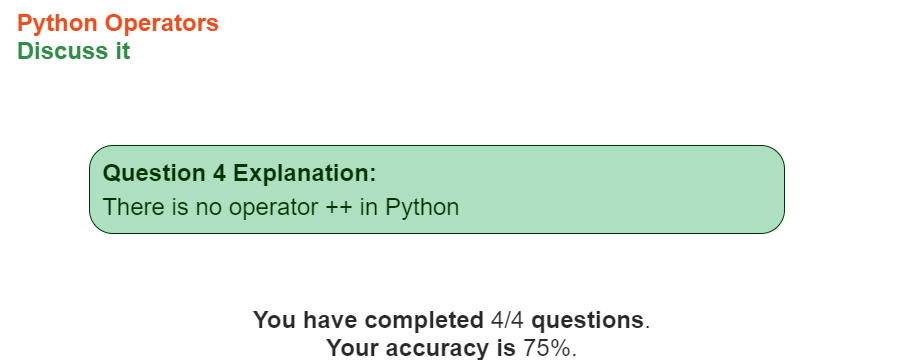 Python Operators
Discuss it
Question 4 Explanation:
There is no operator ++ in Python
You have completed 4/4 questions.
Your accuracy is 75%.